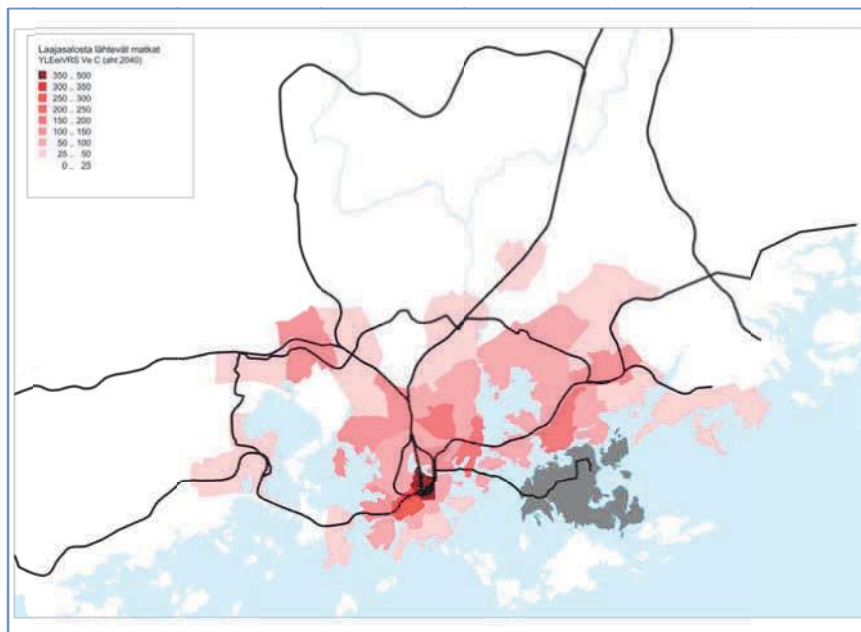 Laajasalosta lähtevät matkat
YLEeiVRS Ve C (aht 2040)
350 .. 500
300 .. 350
250 .. 300
200 .. 250
150 .. 200
100 .. 150
50 .. 100
25 .. 50
0 .. 25